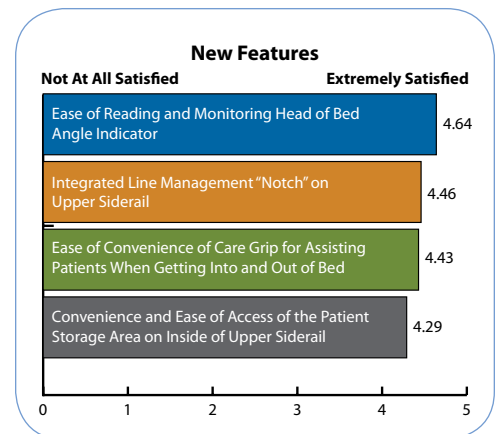 New Features
Not At All Satisfied
Extremely Satisfied
Ease of Reading and Monitoring Head of Bed
Angle Indicator
4.64
Integrated Line Management "Notch" on
Upper Siderail
4.46
Ease of Convenience of Care Grip for Assisting
Patients When Getting Into and Out of Bed
4.43
Convenience and Ease of Access of the Patient
Storage Area on Inside of Upper Siderail
4.29
0 1 2 3 4 5